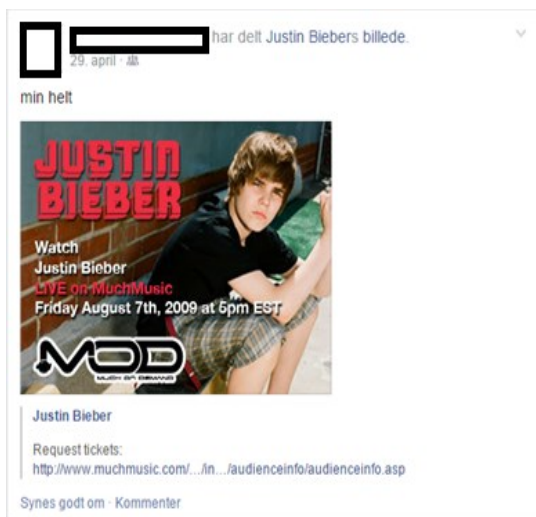 har delt Justin Biebers billede.
29. april ·
min helt
JUSTIN
BIEBER
Watch
Justin Bieber
LIVE on MuchMusic
Friday August 7th, 2009 at 5pm EST
MOD
MUCH ON DEMAND
Justin Bieber
Request tickets:
http://www.muchmusic.com/.../in.../audienceinfo/audienceinfo.asp
Synes godt om · Kommenter